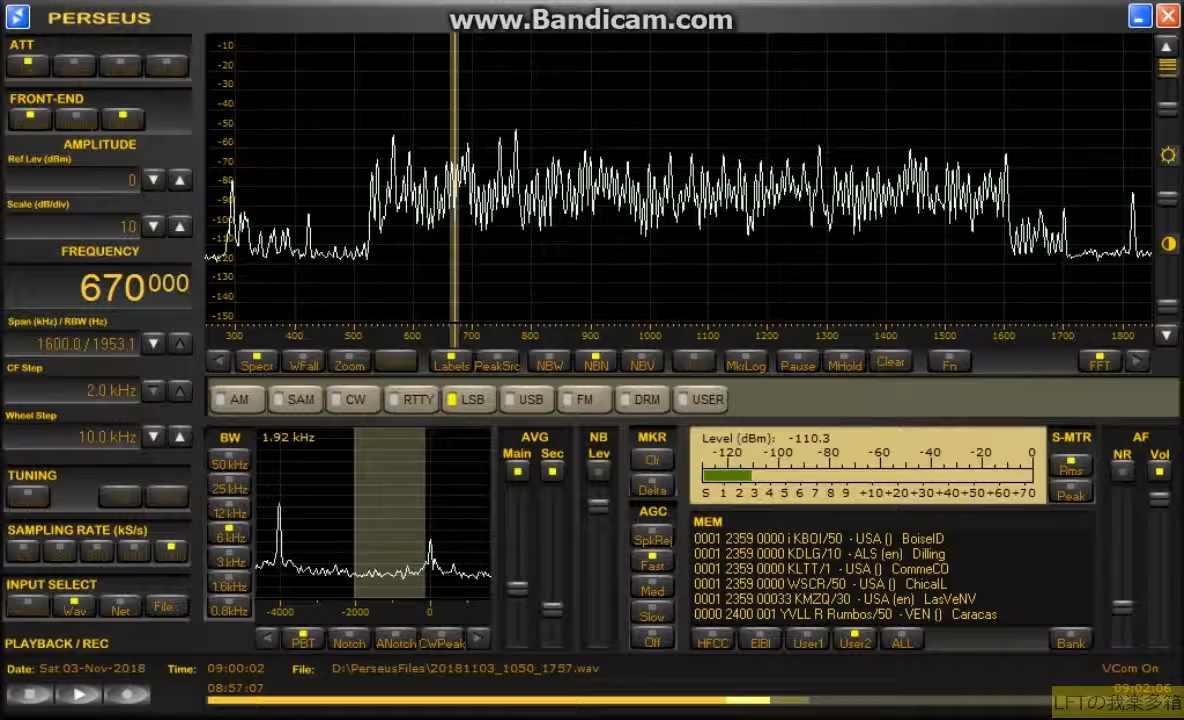 PERSEUS
www.Bandicam.com
ATT
FRONT-END
AMPLITUDE
Ref Lev (dBm)
0
Scale (dB/div)
10
FREQUENCY
670000
Span (kHz) / RBW (Hz)
1600.0 / 1953.1
CF Step
2.0 kHz
Wheel Step
10.0 kHz
TUNING
SAMPLING RATE (kS/s)
INPUT SELECT
Wav Net File..
PLAYBACK / REC
-10
-20
-30
-40
-50
-60
-70
-80
-90
-100
-110
-120
-130
-140
-150
300 400 500 600 700 800 900 1000 1100 1200 1300 1400 1500 1600 1700 1800
Spect WFall Zoom Labels PeakSrc NBW NBN NBV MkrLog Pause MHold Clear Fn FFT
AM SAM CW RTTY LSB USB FM DRM USER
BW
50 kHz
25 kHz
12 kHz
6 kHz
3 kHz
1.6kHz
0.8kHz
1.92 kHz
-4000 -2000 0
PBT Notch ANotch CWPeak
AVG
Main Sec
NB
Lev
MKR
Clr
Delta
AGC
SpkRej
Fast
Med
Slow
Off
Level (dBm): -110.3
-120 -100 -80 -60 -40 -20 0
S 1 2 3 4 5 6 7 8 9 +10+20+30+40+50+60+70
S-MTR
Rms
Peak
AF
NR Vol
MEM
0001 2359 0000 i KBOI/50 - USA () BoiseID
0001 2359 0000 KDLG/10 - ALS (en) Dilling
0001 2359 0000 KLTT/1 - USA () CommeCO
0001 2359 0000 WSCR/50 - USA () ChicaIL
0001 2359 00033 KMZQ/30 - USA (en) LasVeNV
0000 2400 001 YVLL R Rumbos/50 - VEN () Caracas
HFCC EIBI User1 User2 ALL Bank
Date: Sat 03-Nov-2018 Time: 09:00:02 File: D:\PerseusFiles\20181103_1050_1757.wav VCom On
08:57:07 09:02:06
LFTの我楽多箱